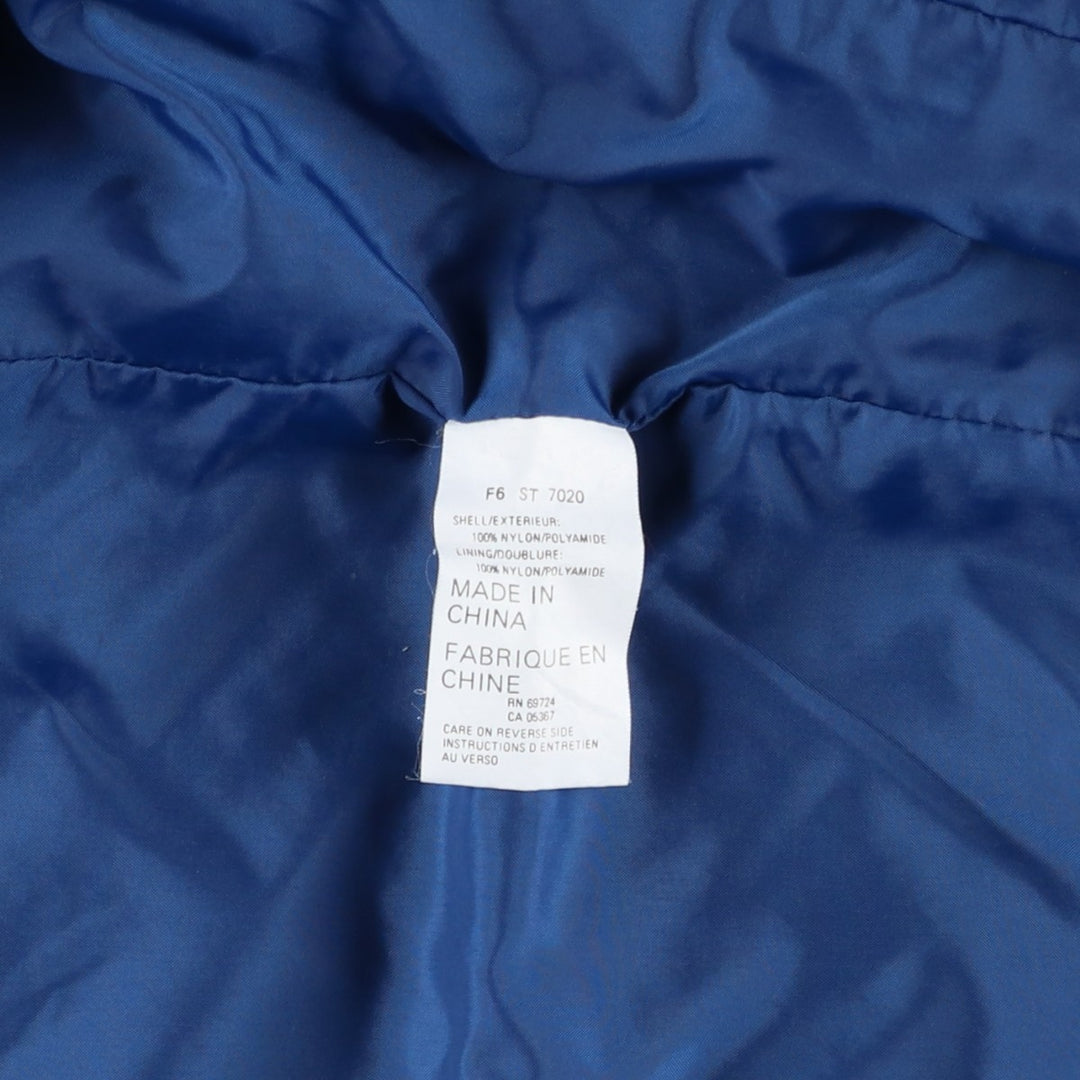 F6 ST 7020
SHELL/EXTERIEUR:
100% NYLON/POLYAMIDE
LINING/DOUBLURE:
100% NYLON/POLYAMIDE
MADE IN
CHINA
FABRIQUE EN
CHINE
RN 69724
CA 05367
CARE ON REVERSE SIDE
INSTRUCTIONS D ENTRETIEN
AU VERSO